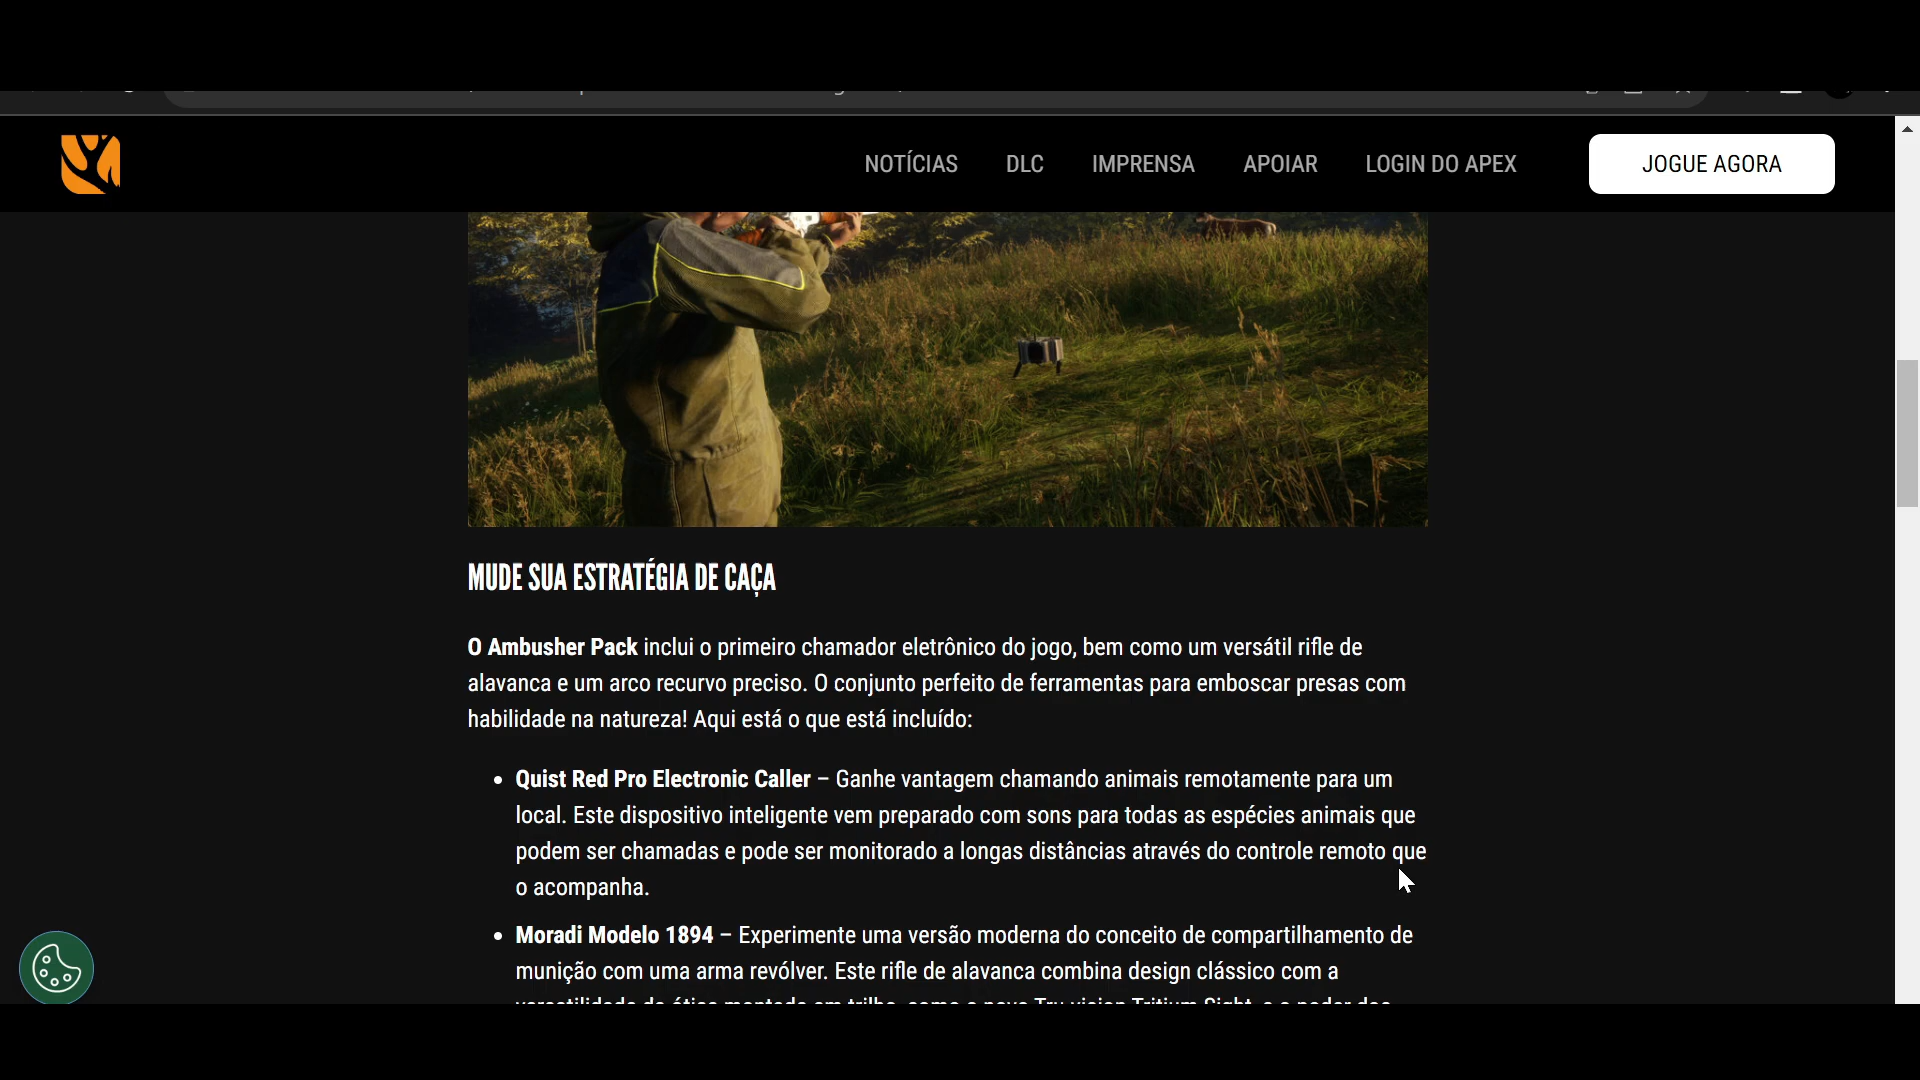 NOTÍCIAS DLC IMPRENSA APOIAR LOGIN DO APEX JOGUE AGORA
MUDE SUA ESTRATÉGIA DE CAÇA
O Ambusher Pack inclui o primeiro chamador eletrônico do jogo, bem como um versátil rifle de
alavanca e um arco recurvo preciso. O conjunto perfeito de ferramentas para emboscar presas com
habilidade na natureza! Aqui está o que está incluído:
• Quist Red Pro Electronic Caller – Ganhe vantagem chamando animais remotamente para um
local. Este dispositivo inteligente vem preparado com sons para todas as espécies animais que
podem ser chamadas e pode ser monitorado a longas distâncias através do controle remoto que
o acompanha.
• Moradi Modelo 1894 – Experimente uma versão moderna do conceito de compartilhamento de
munição com uma arma revólver. Este rifle de alavanca combina design clássico com a